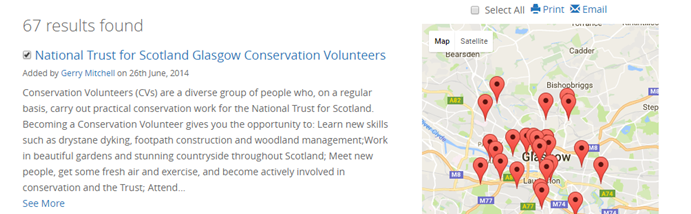 67 results found
Select All Print Email
National Trust for Scotland Glasgow Conservation Volunteers
Added by Gerry Mitchell on 26th June, 2014
Conservation Volunteers (CVs) are a diverse group of people who, on a regular
basis, carry out practical conservation work for the National Trust for Scotland.
Becoming a Conservation Volunteer gives you the opportunity to: Learn new skills
such as drystane dyking, footpath construction and woodland management;Work
in beautiful gardens and stunning countryside throughout Scotland; Meet new
people, get some fresh air and exercise, and become actively involved in
conservation and the Trust; Attend...
See More
Map Satellite
Bearsden
Cadder
Bishopbriggs
A82
M80
Glasgow
M8
A77
M74
M77
M74